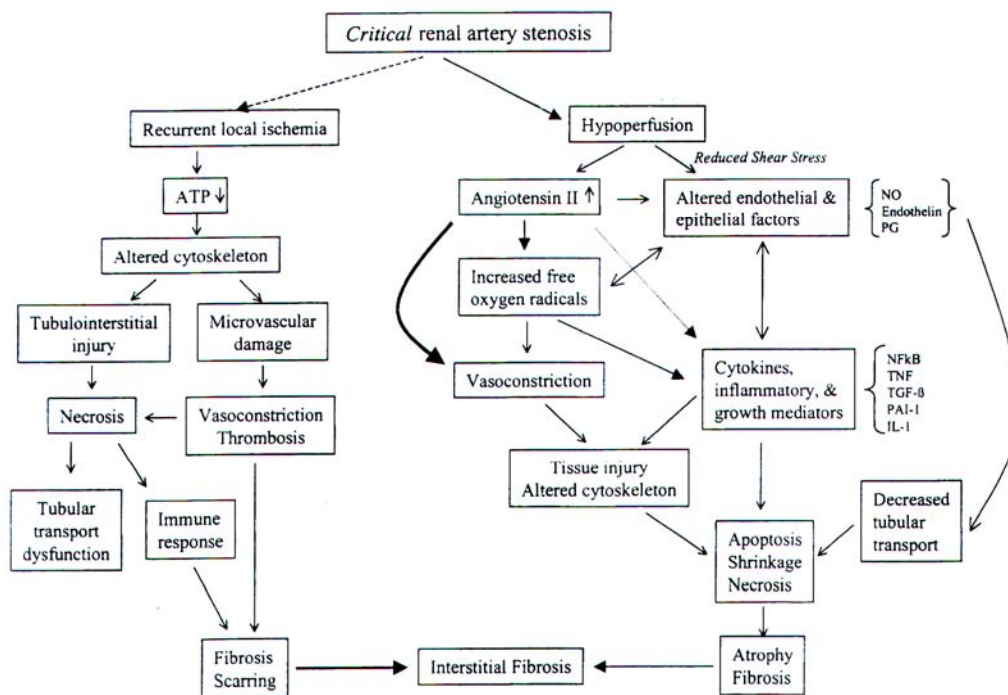 Critical renal artery stenosis
Recurrent local ischemia
Hypoperfusion
Reduced Shear Stress
ATP ↓
Angiotensin II ↑
Altered endothelial &
epithelial factors
NO
Endothelin
PG
Altered cytoskeleton
Increased free
oxygen radicals
Tubulointerstitial
injury
Microvascular
damage
Vasoconstriction
Cytokines,
inflammatory, &
growth mediators
NFkB
TNF
TGF-ß
PAI-1
IL-1
Necrosis
Vasoconstriction
Thrombosis
Tissue injury
Altered cytoskeleton
Tubular
transport
dysfunction
Immune
response
Apoptosis
Shrinkage
Necrosis
Decreased
tubular
transport
Fibrosis
Scarring
Interstitial Fibrosis
Atrophy
Fibrosis